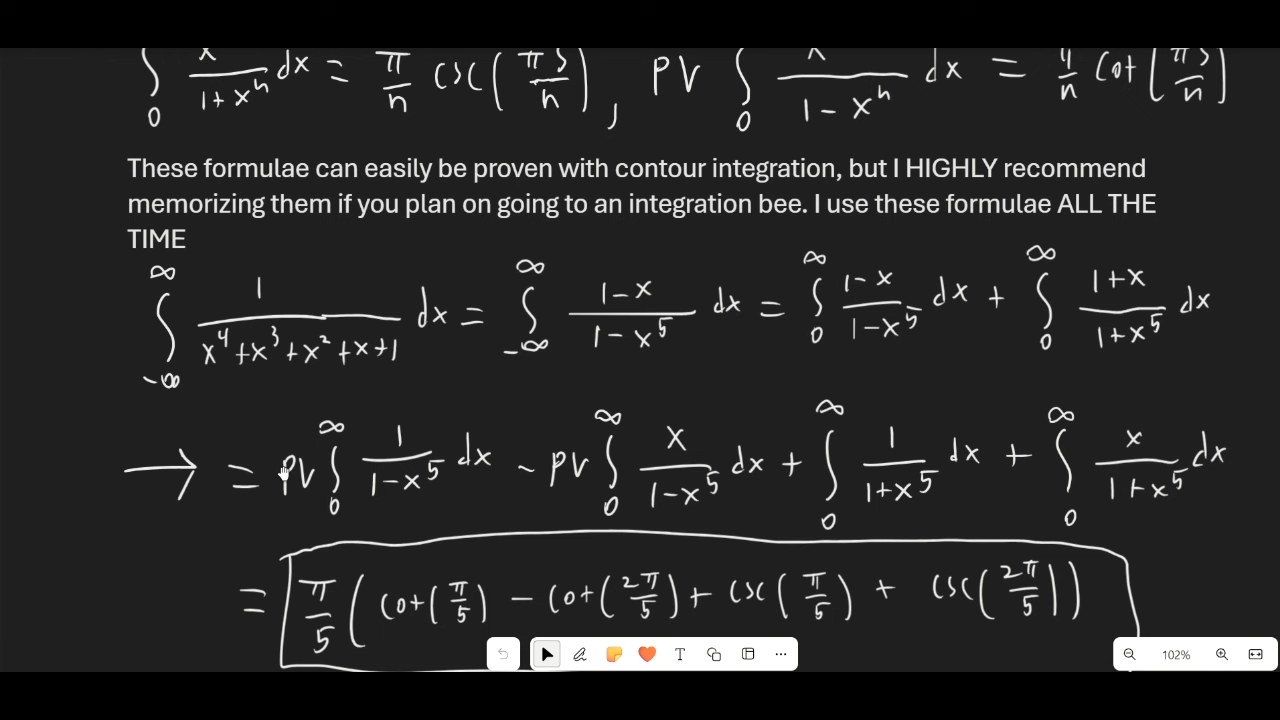 ∫₀ x/(1+xⁿ) dx = π/n csc(πs/n), PV ∫₀ x/(1-xⁿ) dx = π/n cot(πs/n)
These formulae can easily be proven with contour integration, but I HIGHLY recommend
memorizing them if you plan on going to an integration bee. I use these formulae ALL THE
TIME
∫_{-∞}^{∞} 1/(x⁴+x³+x²+x+1) dx = ∫_{-∞}^{∞} (1-x)/(1-x⁵) dx = ∫₀^∞ (1-x)/(1-x⁵) dx + ∫₀^∞ (1+x)/(1+x⁵) dx
→ = PV ∫₀^∞ 1/(1-x⁵) dx - PV ∫₀^∞ x/(1-x⁵) dx + ∫₀^∞ 1/(1+x⁵) dx + ∫₀^∞ x/(1+x⁵) dx
= π/5 (cot(π/5) - cot(2π/5) + csc(π/5) + csc(2π/5))
102%